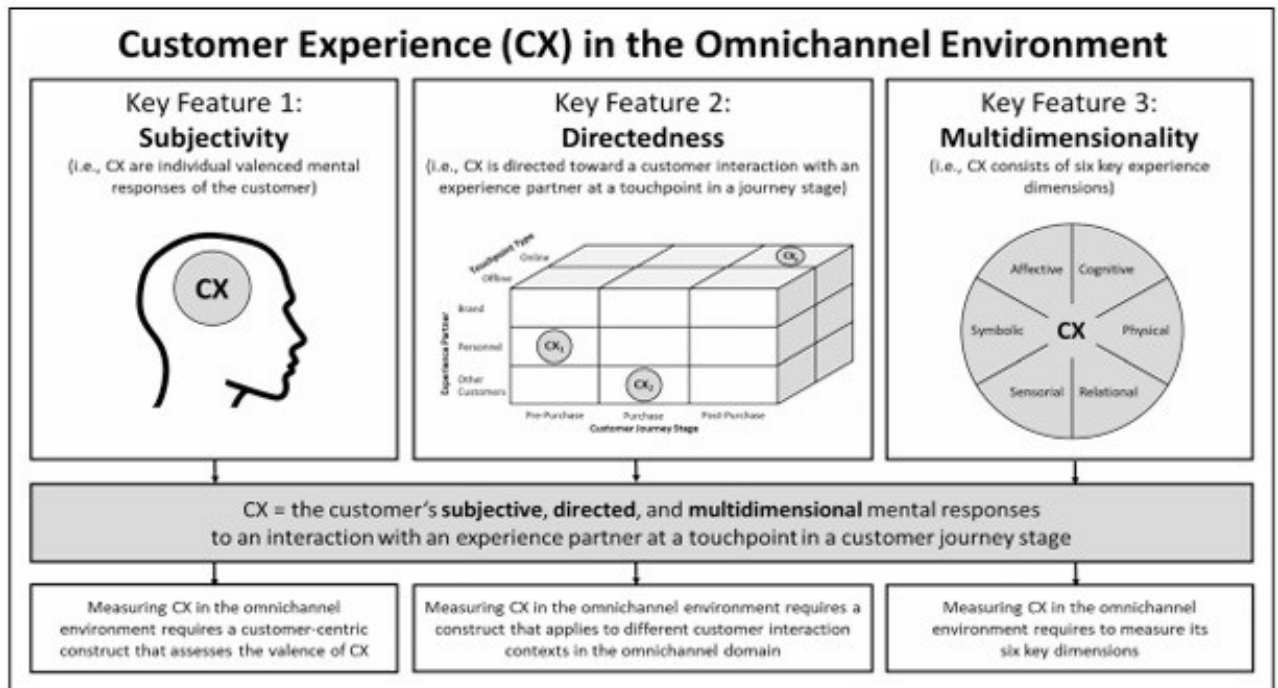 Customer Experience (CX) in the Omnichannel Environment
Key Feature 1:
Subjectivity
(i.e., CX are individual valenced mental
responses of the customer)
CX
Key Feature 2:
Directedness
(i.e., CX is directed toward a customer interaction with an
experience partner at a touchpoint in a journey stage)
Touchpoint Type
Online
Offline
Experience Partner
Brand
Personnel
Other
Customers
CX1
CX2
Pre-Purchase
Purchase
Post-Purchase
Customer Journey Stage
Key Feature 3:
Multidimensionality
(i.e., CX consists of six key experience
dimensions)
Affective
Cognitive
Symbolic
CX
Physical
Sensorial
Relational
CX = the customer's subjective, directed, and multidimensional mental responses
to an interaction with an experience partner at a touchpoint in a customer journey stage
Measuring CX in the omnichannel
environment requires a customer-centric
construct that assesses the valence of CX
Measuring CX in the omnichannel environment requires a
construct that applies to different customer interaction
contexts in the omnichannel domain
Measuring CX in the omnichannel
environment requires to measure its
six key dimensions